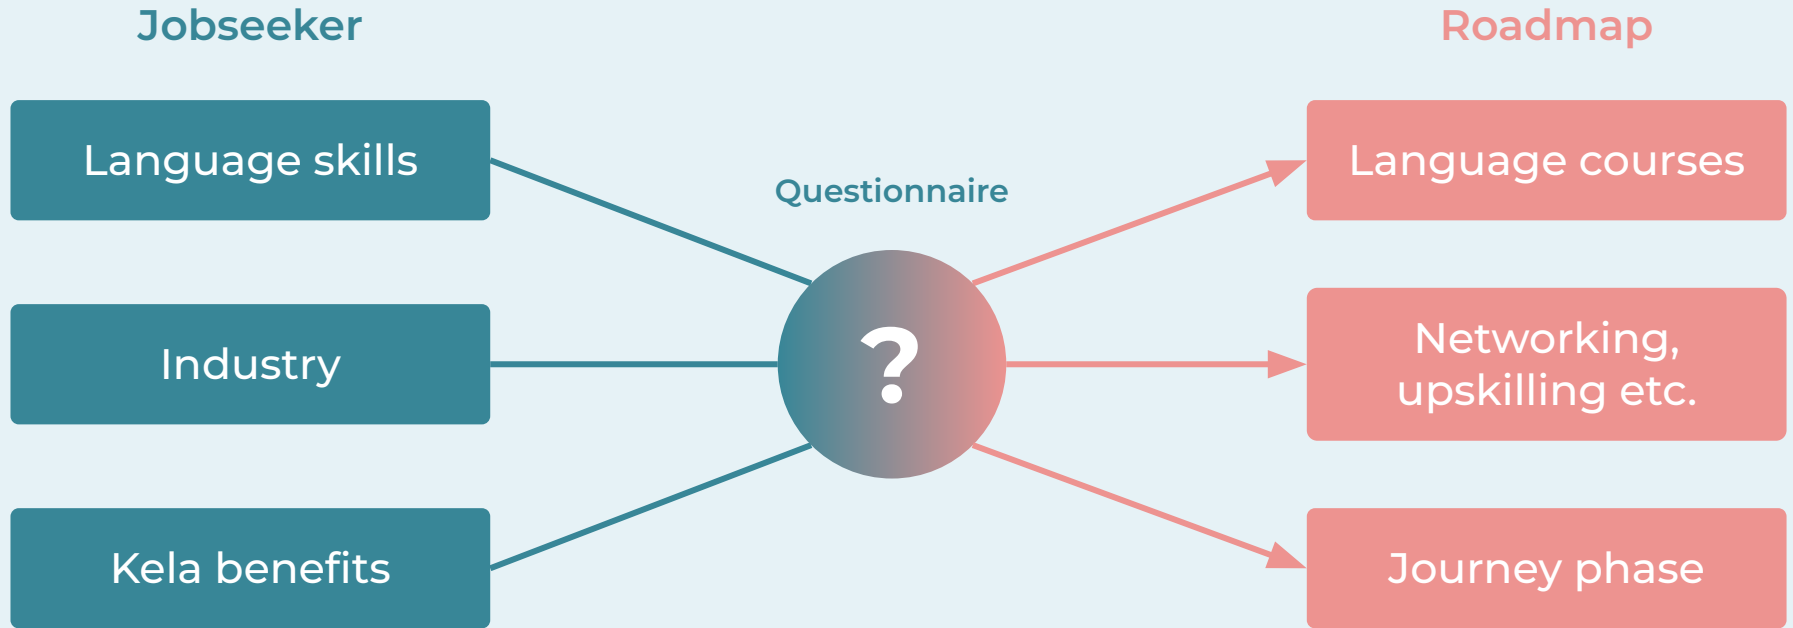 Jobseeker
Roadmap
Language skills
Questionnaire
Language courses
Industry
?
Networking,
upskilling etc.
Kela benefits
Journey phase